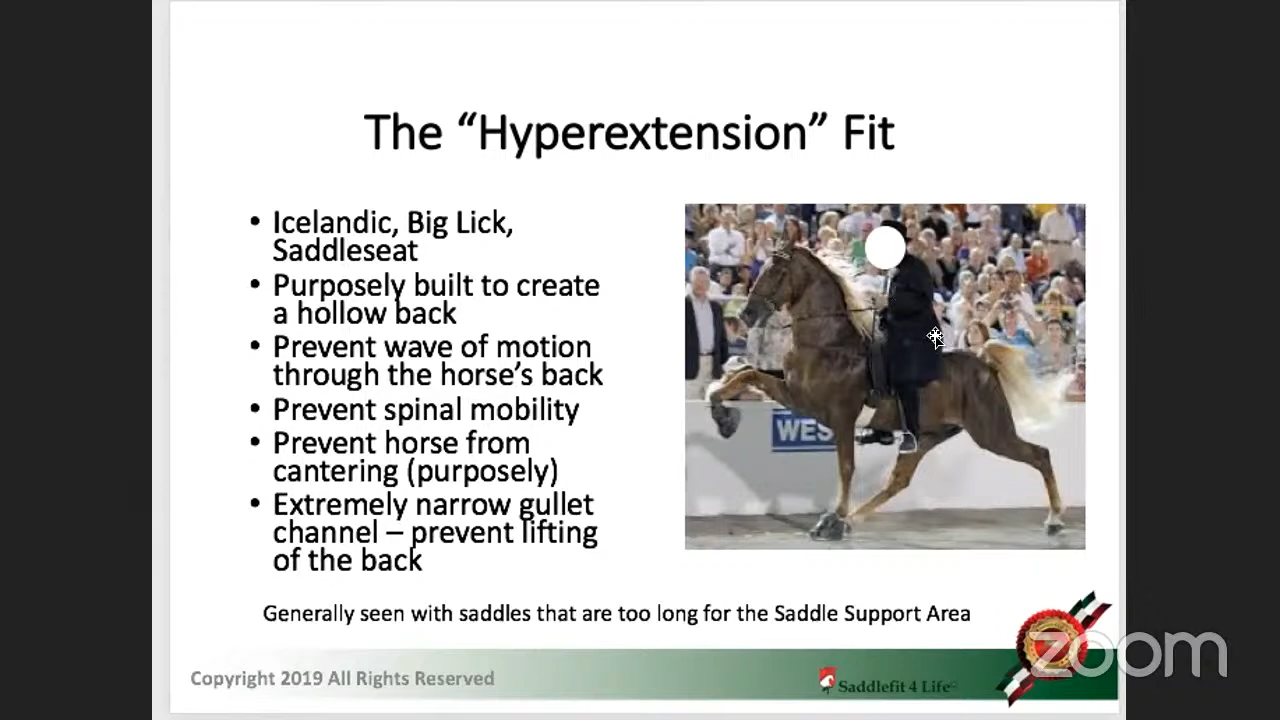 The “Hyperextension” Fit
• Icelandic, Big Lick,
Saddleseat
• Purposely built to create
a hollow back
• Prevent wave of motion
through the horse’s back
• Prevent spinal mobility
• Prevent horse from
cantering (purposely)
• Extremely narrow gullet
channel – prevent lifting
of the back
WES
Generally seen with saddles that are too long for the Saddle Support Area
Copyright 2019 All Rights Reserved
Saddlefit 4 Life
zoom